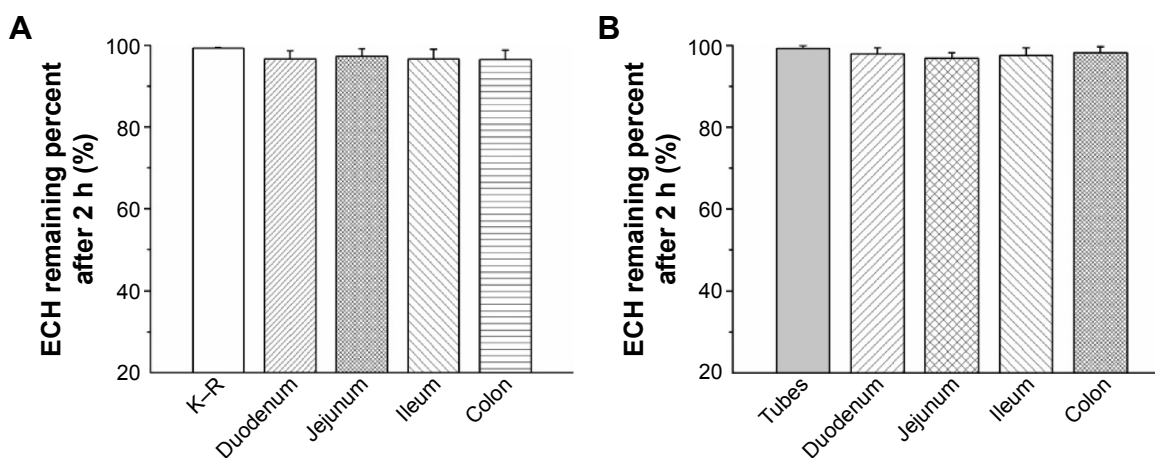 A
ECH remaining percent
after 2 h (%)
100
80
60
40
20
K–R
Duodenum
Jejunum
Ileum
Colon
B
ECH remaining percent
after 2 h (%)
100
80
60
40
20
Tubes
Duodenum
Jejunum
Ileum
Colon